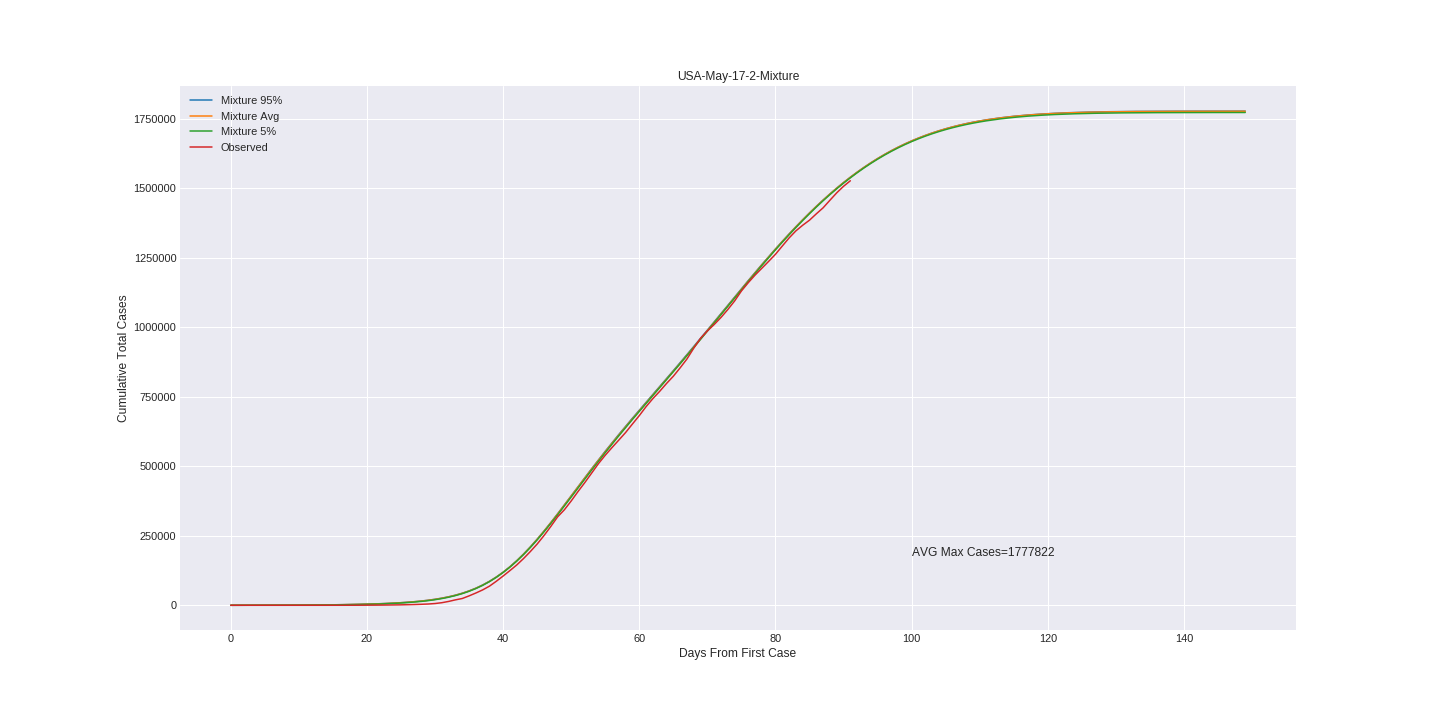 USA-May-17-2-Mixture
Mixture 95%
Mixture Avg
Mixture 5%
Observed
1750000
1500000
1250000
1000000
750000
500000
250000
0
Cumulative Total Cases
AVG Max Cases=1777822
0 20 40 60 80 100 120 140
Days From First Case